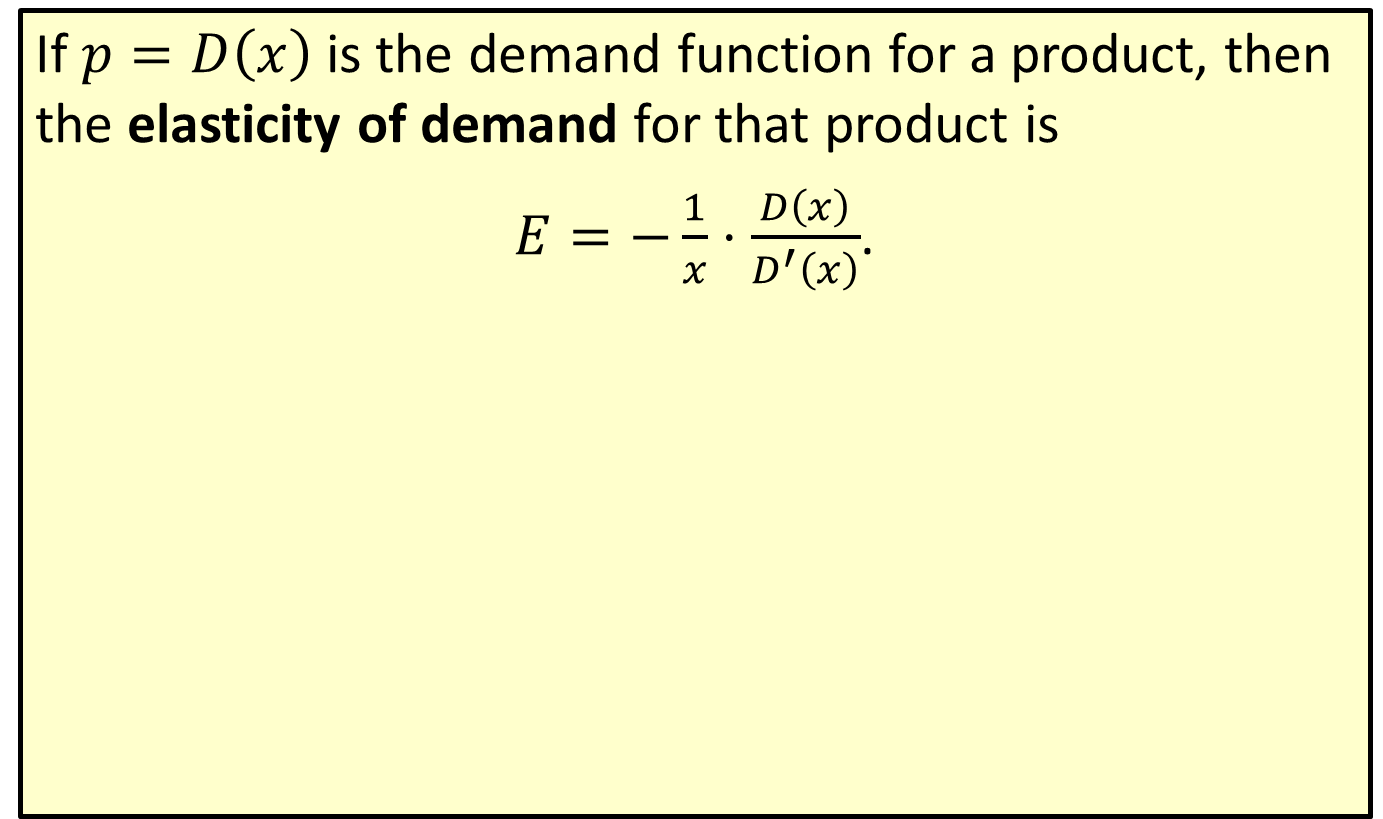 If p = D(x) is the demand function for a product, then
the elasticity of demand for that product is
E = −1/x · D(x)/D′(x).